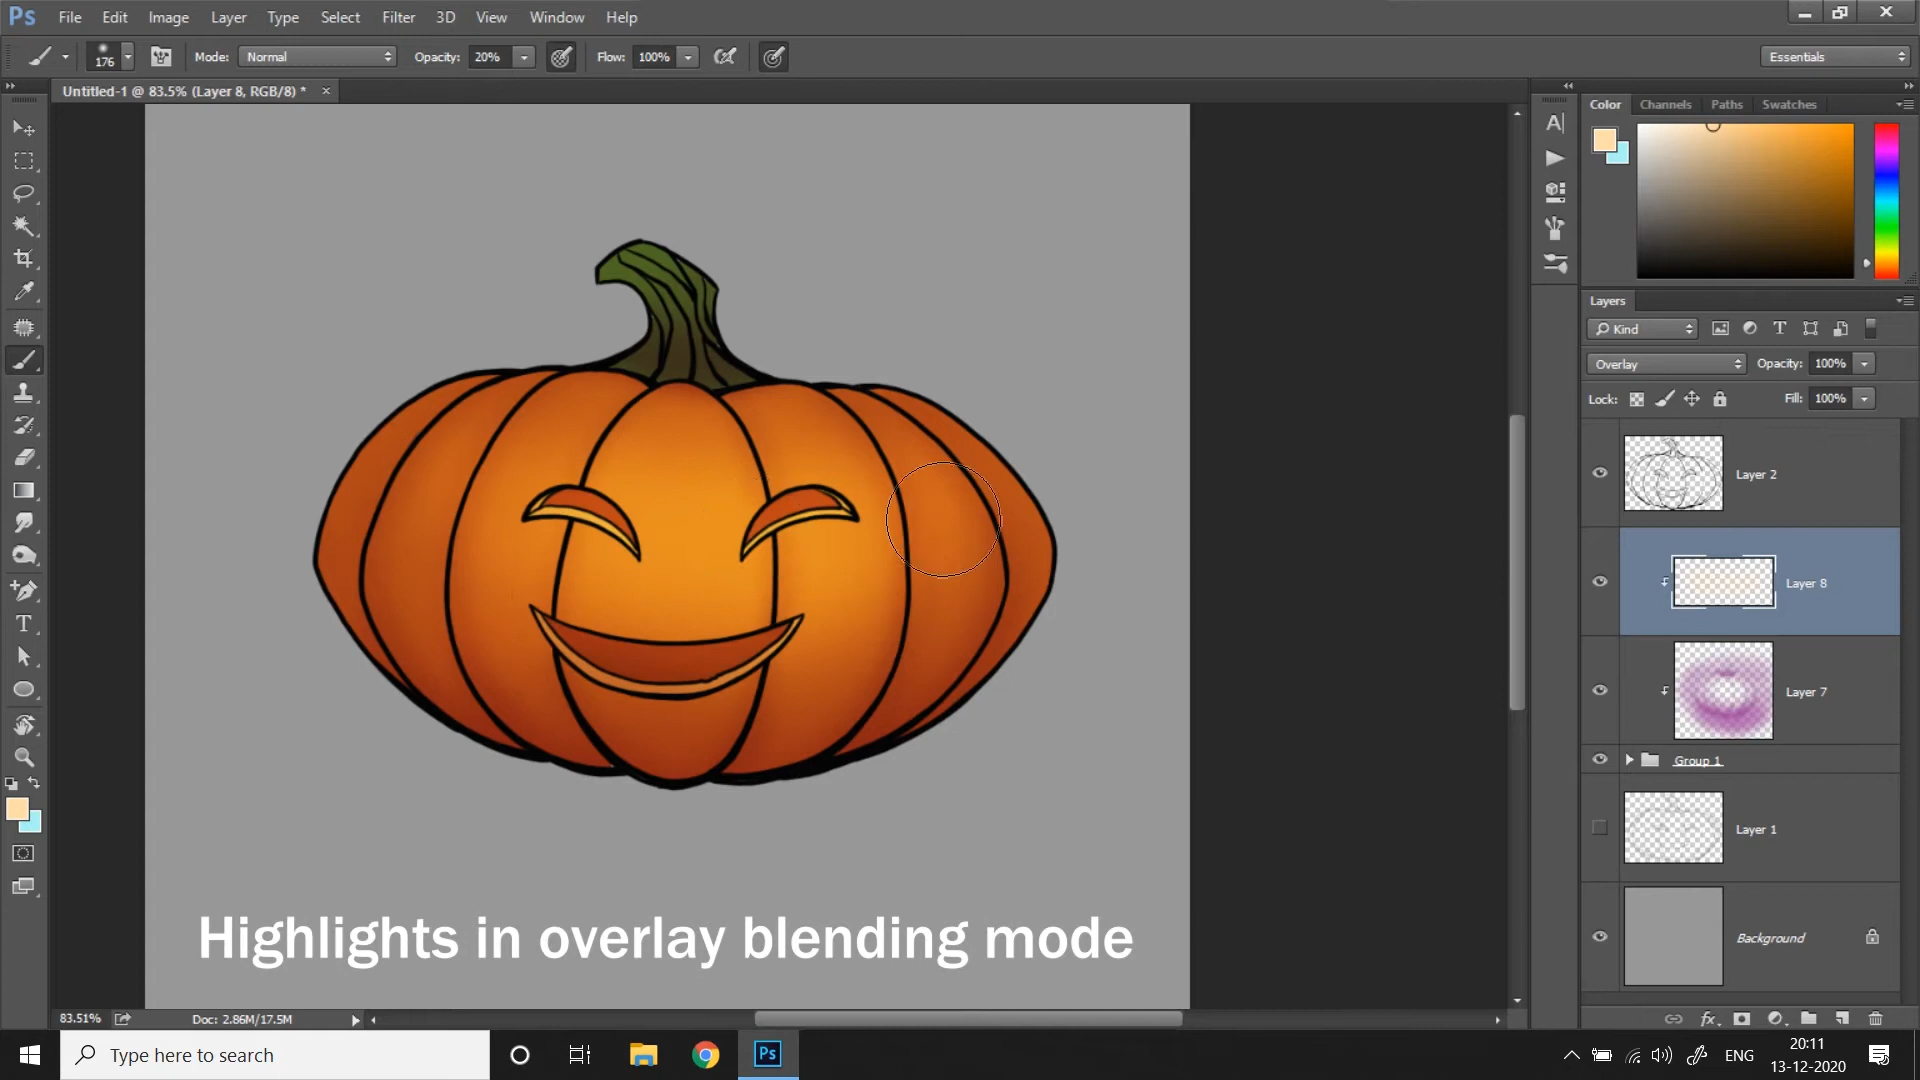 Ps File Edit Image Layer Type Select Filter 3D View Window Help
176 Mode: Normal Opacity: 20% Flow: 100% Essentials
Untitled-1 @ 83.5% (Layer 8, RGB/8) *
Color Channels Paths Swatches
A
Layers
Kind
Overlay Opacity: 100%
Lock: Fill: 100%
Layer 2
Layer 8
Layer 7
Group 1
Layer 1
Background
Highlights in overlay blending mode
83.51% Doc: 2.86M/17.5M
fx
Type here to search
Ps
ENG
20:11
13-12-2020